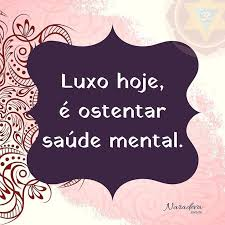 Luxo hoje,
é ostentar
saúde mental.